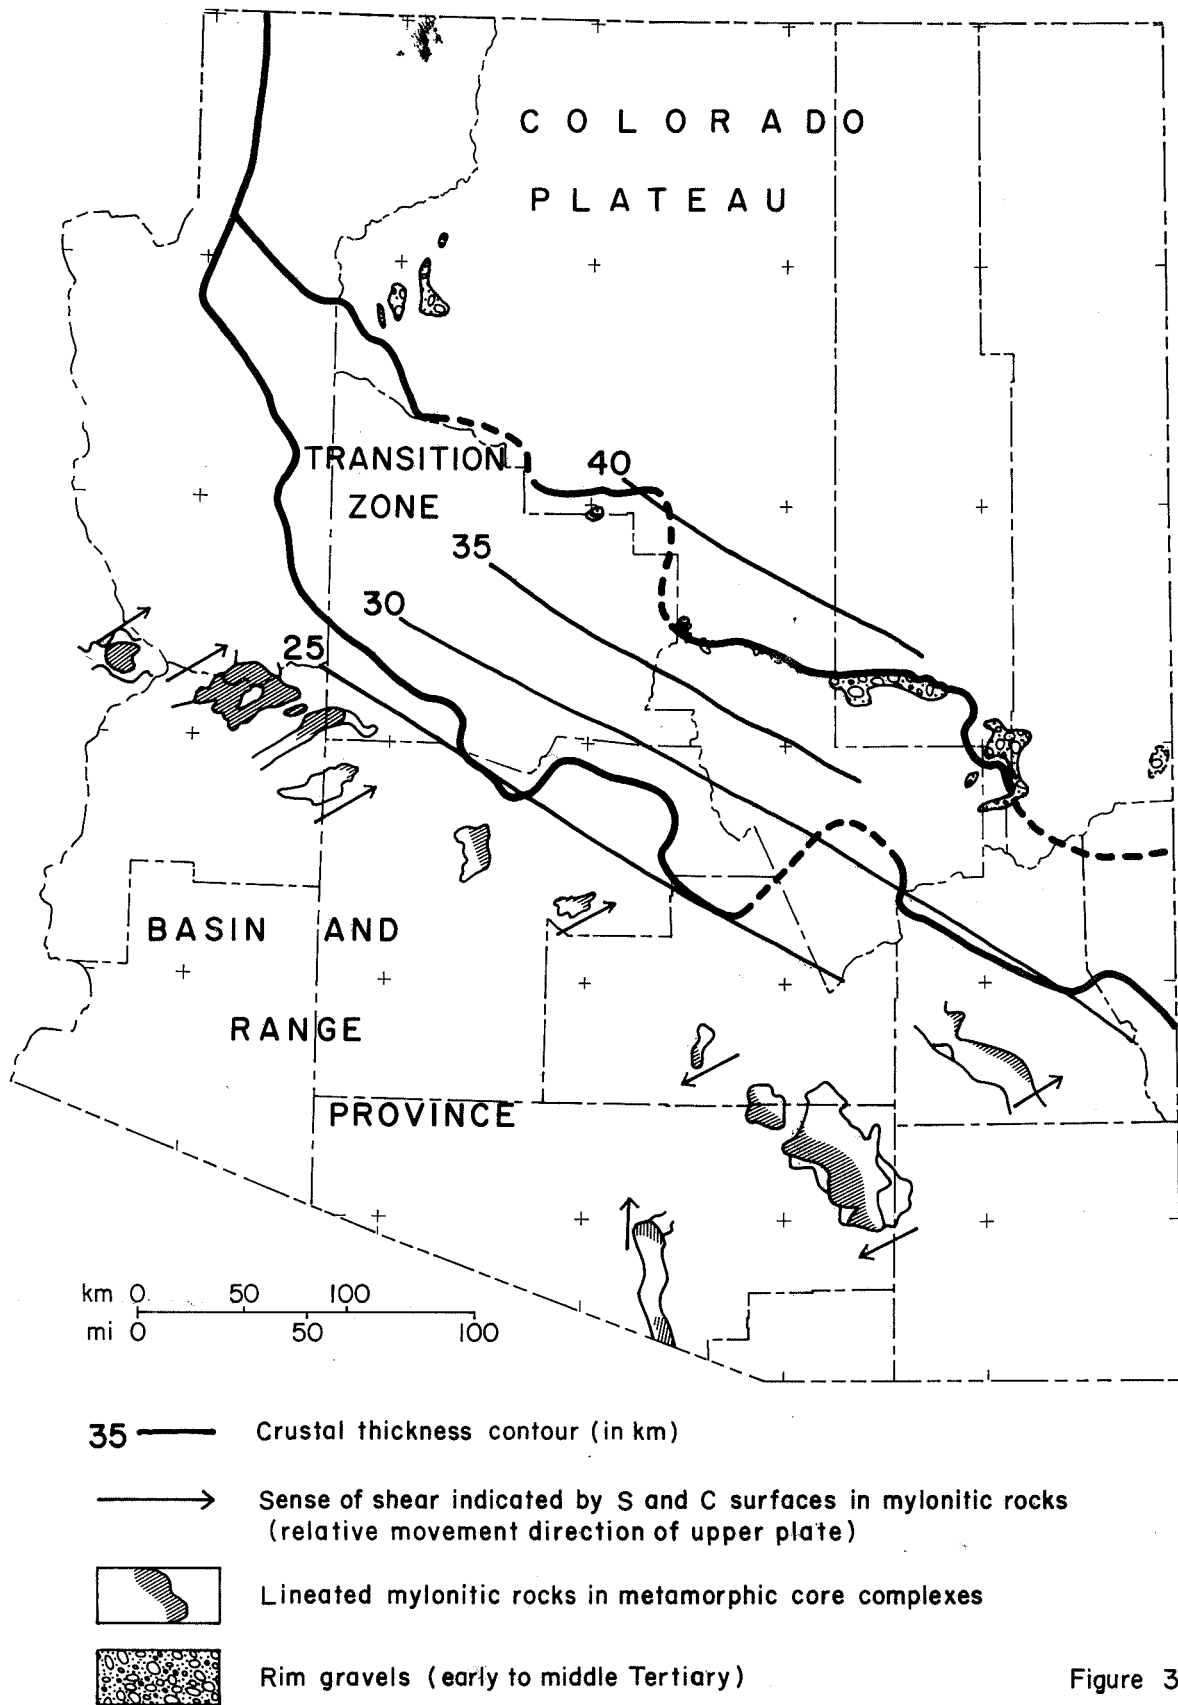 COLORADO
PLATEAU
TRANSITION
ZONE
40
35
30
25
BASIN AND
RANGE
PROVINCE
km 0 50 100
mi 0 50 100
35 Crustal thickness contour (in km)
Sense of shear indicated by S and C surfaces in mylonitic rocks
(relative movement direction of upper plate)
Lineated mylonitic rocks in metamorphic core complexes
Rim gravels (early to middle Tertiary)
Figure 3